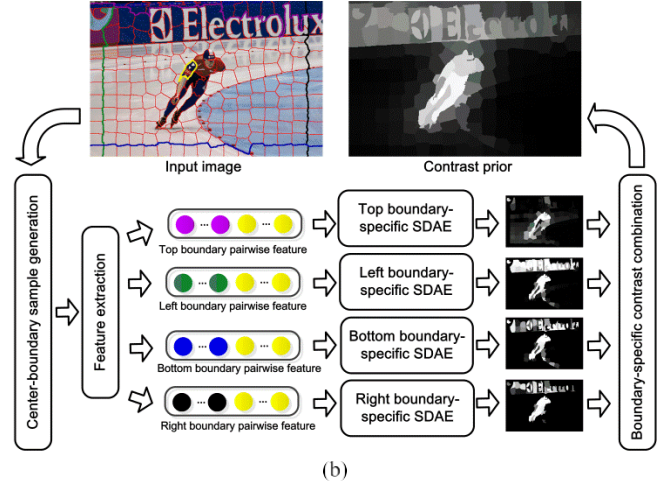 Electrolux
Electrolux
Input image
Contrast prior
Center-boundary sample generation
Feature extraction
... ...
Top boundary pairwise feature
Top boundary-
specific SDAE
... ...
Left boundary pairwise feature
Left boundary-
specific SDAE
... ...
Bottom boundary pairwise feature
Bottom boundary-
specific SDAE
... ...
Right boundary pairwise feature
Right boundary-
specific SDAE
Boundary-specific contrast combination
(b)